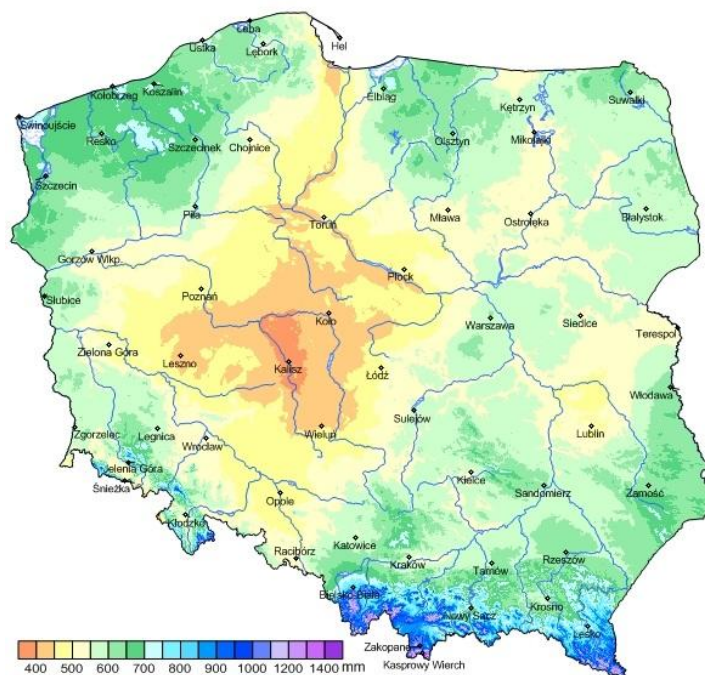 Łeba
Hel
Ustka
Lębork
Kołobrzeg
Koszalin
Elbląg
Kętrzyn
Suwałki
Świnoujście
Resko
Szczecinek
Chojnice
Olsztyn
Mikołajki
Szczecin
Piła
Toruń
Mława
Ostrołęka
Białystok
Gorzów Wlkp.
Płock
Poznań
Słubice
Koło
Warszawa
Siedlce
Terespol
Zielona Góra
Leszno
Kalisz
Łódź
Włodawa
Sulejów
Zgorzelec
Legnica
Wrocław
Wieluń
Lublin
Jelenia Góra
Śnieżka
Kielce
Opole
Sandomierz
Zamość
Kłodzko
Racibórz
Katowice
Kraków
Tarnów
Rzeszów
Bielsko-Biała
Nowy Sącz
Krosno
Lesko
Zakopane
Kasprowy Wierch
400 500 600 700 900 1000 1200 1400 mm